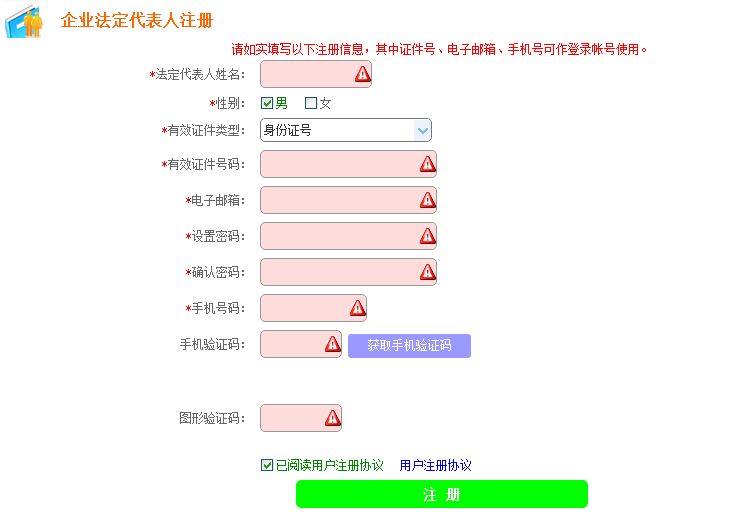 企业法定代表人注册
请如实填写以下注册信息，其中证件号、电子邮箱、手机号可作登录帐号使用。
*法定代表人姓名：
*性别： 男 女
*有效证件类型： 身份证号
*有效证件号码：
*电子邮箱：
*设置密码：
*确认密码：
*手机号码：
手机验证码： 获取手机验证码
图形验证码：
已阅读用户注册协议 用户注册协议
注 册